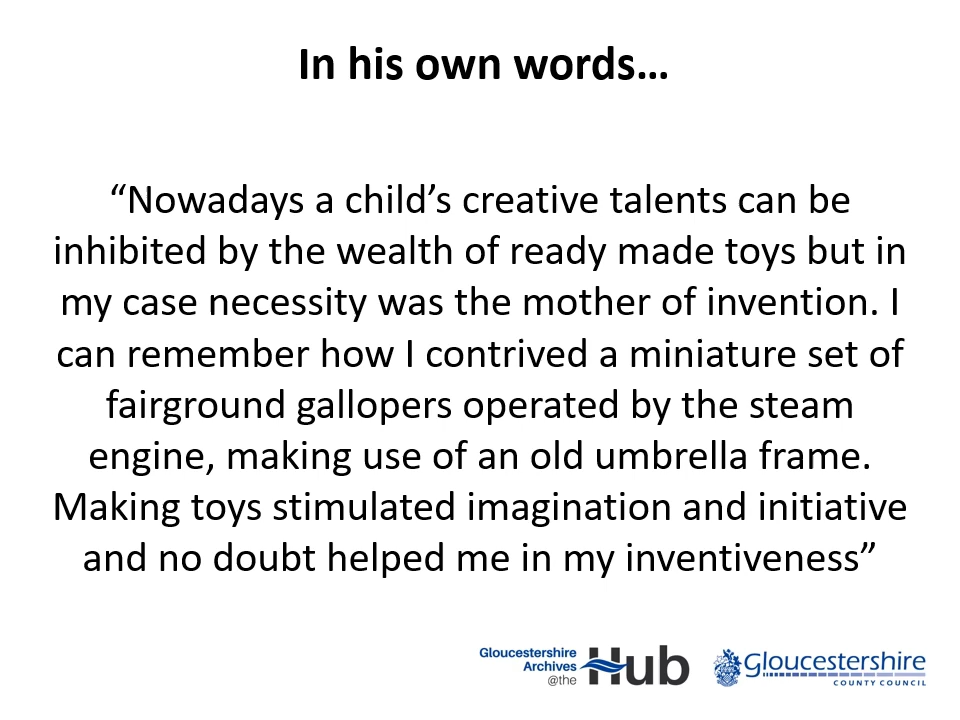 In his own words…
“Nowadays a child’s creative talents can be
inhibited by the wealth of ready made toys but in
my case necessity was the mother of invention. I
can remember how I contrived a miniature set of
fairground gallopers operated by the steam
engine, making use of an old umbrella frame.
Making toys stimulated imagination and initiative
and no doubt helped me in my inventiveness”
Gloucestershire
Archives
@the
Hub
Gloucestershire
COUNTY COUNCIL